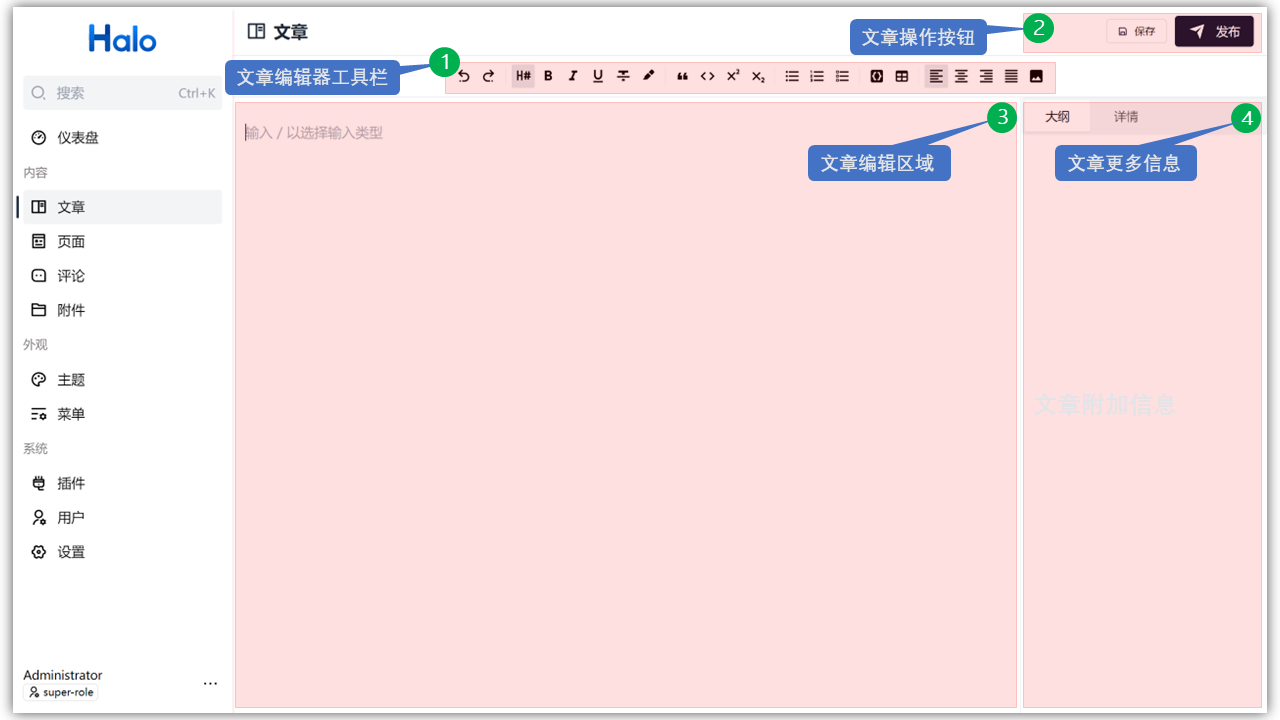 Halo
文章
文章操作按钮
2
保存
发布
文章编辑器工具栏
1
H# B I U T X² X₂
搜索 Ctrl+K
仪表盘
内容
文章
页面
评论
附件
外观
主题
菜单
系统
插件
用户
设置
Administrator
super-role
输入 / 以选择输入类型
3
文章编辑区域
大纲 详情
4
文章更多信息
文章附加信息